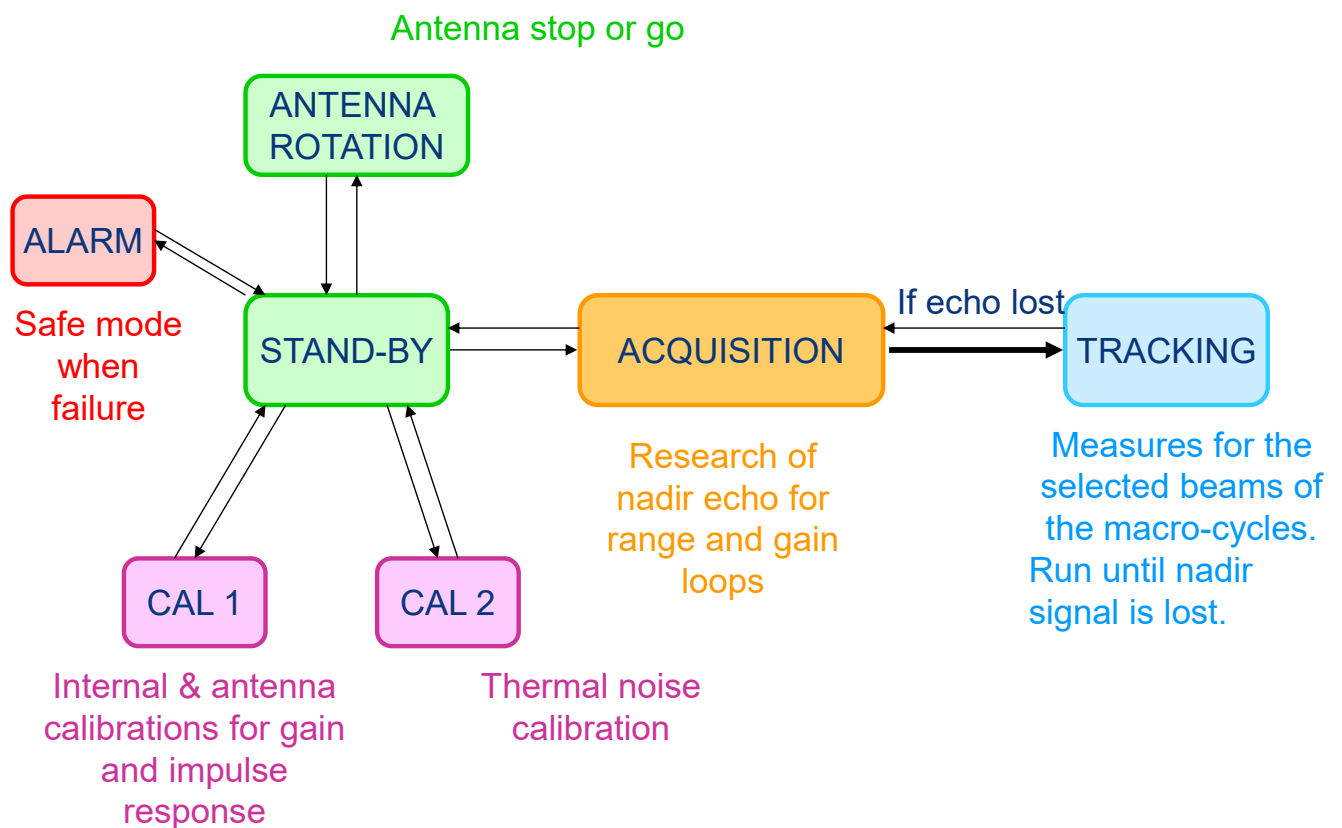 Antenna stop or go
ANTENNA
ROTATION
ALARM
Safe mode
when
failure
STAND-BY
ACQUISITION
If echo lost
TRACKING
Research of
nadir echo for
range and gain
loops
Measures for the
selected beams of
the macro-cycles.
Run until nadir
signal is lost.
CAL 1
CAL 2
Internal & antenna
calibrations for gain
and impulse
response
Thermal noise
calibration